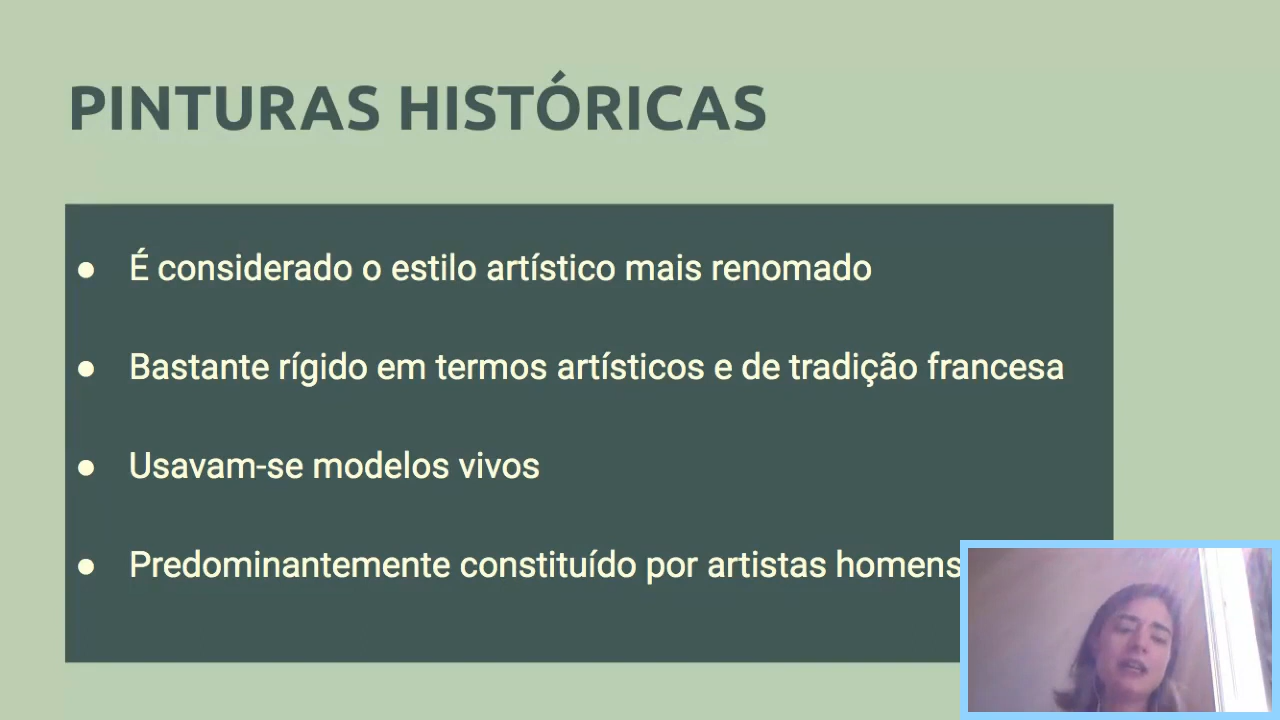 PINTURAS HISTÓRICAS
● É considerado o estilo artístico mais renomado
● Bastante rígido em termos artísticos e de tradição francesa
● Usavam-se modelos vivos
● Predominantemente constituído por artistas homens